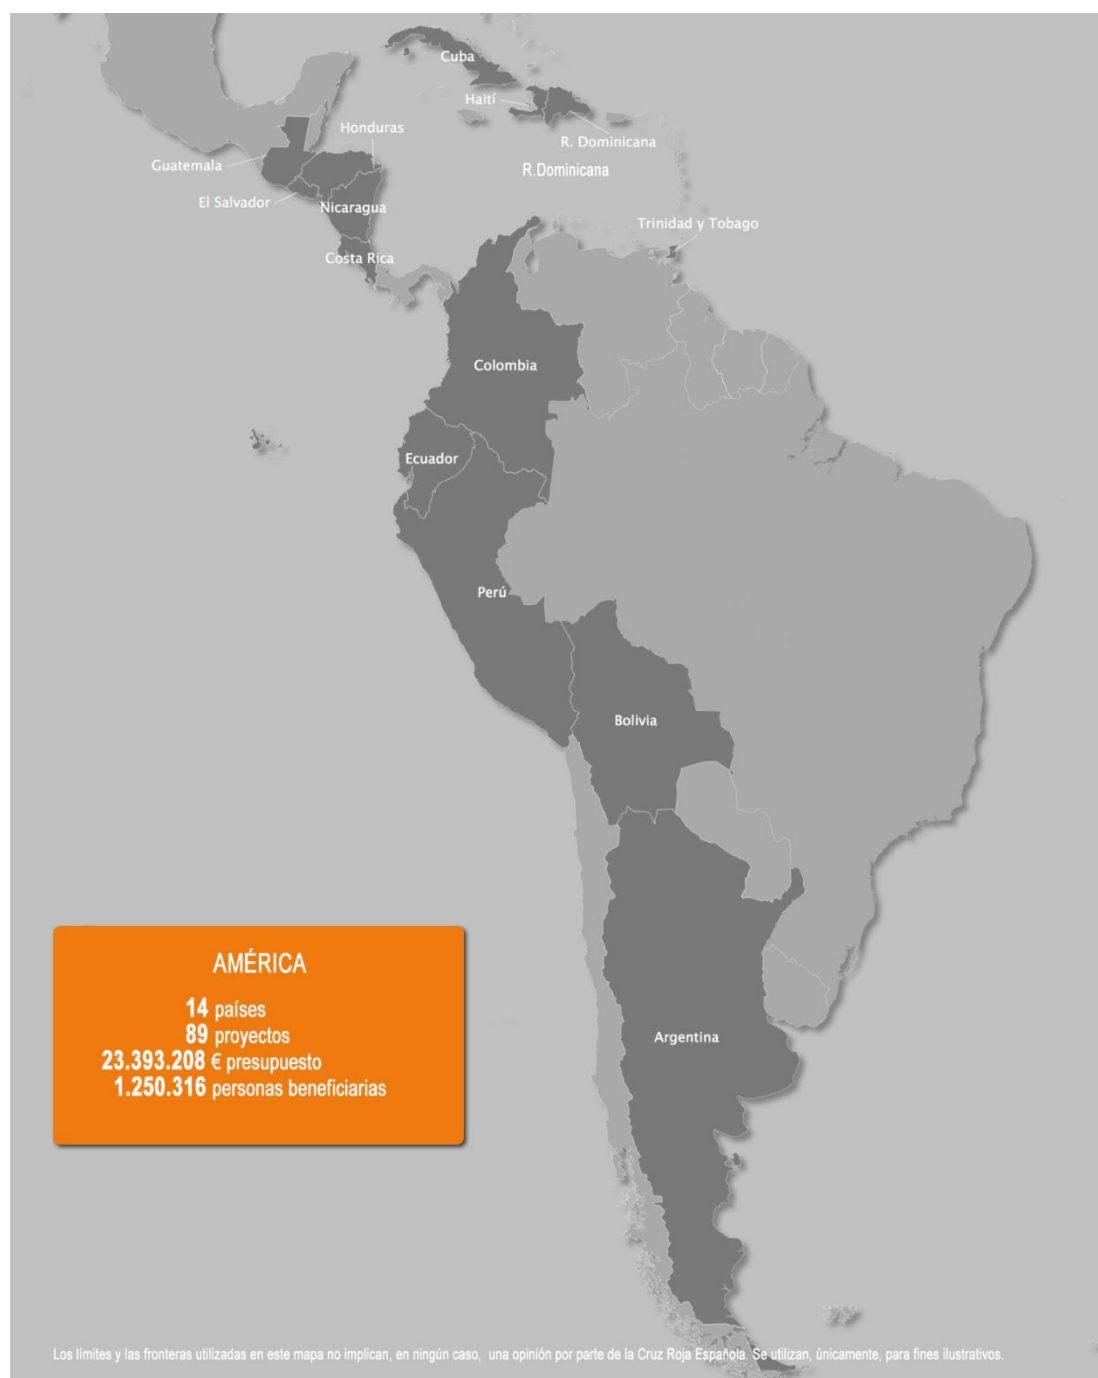 Cuba
Haití
Honduras
R. Dominicana
Guatemala
R.Dominicana
El Salvador
Nicaragua
Trinidad y Tobago
Costa Rica
Colombia
Ecuador
Perú
Bolivia
AMÉRICA
14 países
89 proyectos
23.393.208 € presupuesto
1.250.316 personas beneficiarias
Argentina
Los límites y las fronteras utilizadas en este mapa no implican, en ningún caso, una opinión por parte de la Cruz Roja Española. Se utilizan, únicamente, para fines ilustrativos.